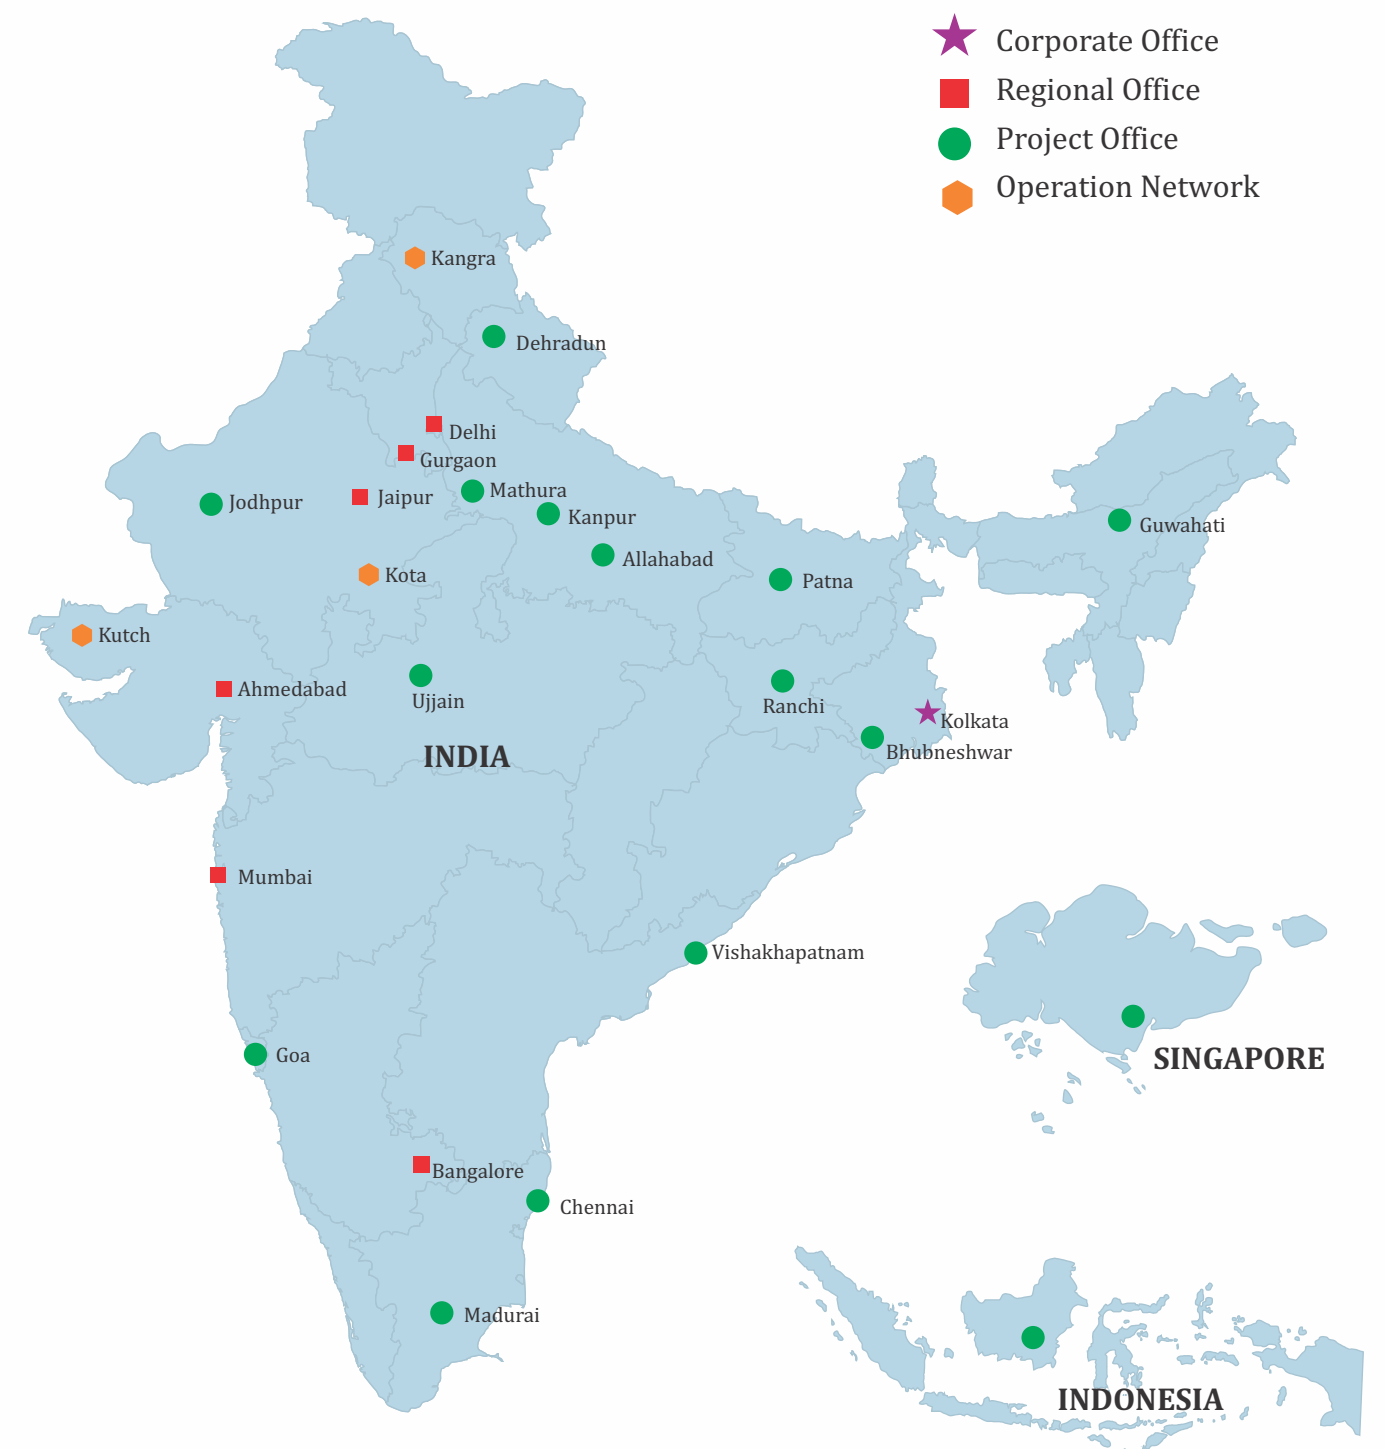 Corporate Office
Regional Office
Project Office
Operation Network
Kangra
Dehradun
Delhi
Gurgaon
Mathura
Jodhpur
Jaipur
Kanpur
Guwahati
Allahabad
Kota
Patna
Kutch
Ahmedabad
Ujjain
Ranchi
Kolkata
Bhubneshwar
INDIA
Mumbai
Vishakhapatnam
Goa
SINGAPORE
Bangalore
Chennai
Madurai
INDONESIA